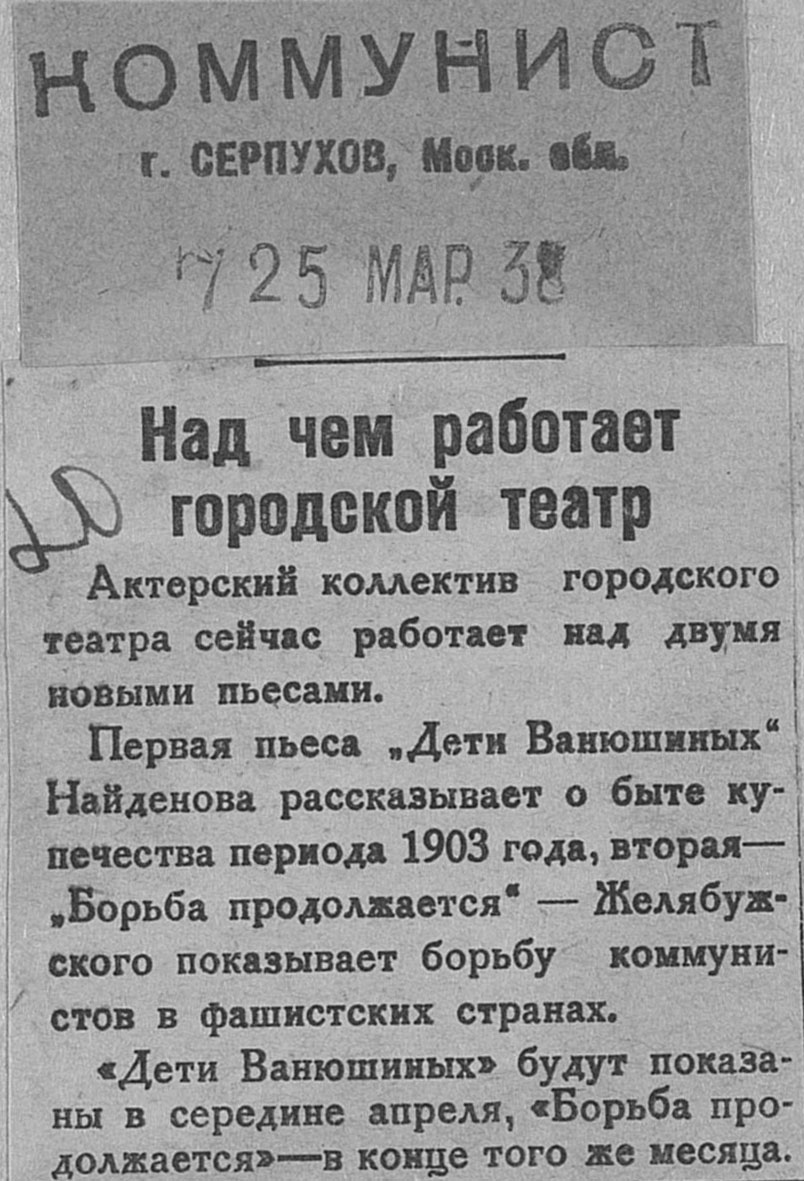 КОММУНИСТ
г. СЕРПУХОВ, Моск. обл.
25 МАР. 38
Над чем работает
городской театр
Актерский коллектив городского
театра сейчас работает над двумя
новыми пьесами.
Первая пьеса „Дети Ванюшиных“
Найденова рассказывает о быте ку-
печества периода 1903 года, вторая—
„Борьба продолжается“ — Желябуж-
ского показывает борьбу коммуни-
стов в фашистских странах.
«Дети Ванюшиных» будут показа-
ны в середине апреля, «Борьба про-
должается»—в конце того же месяца.